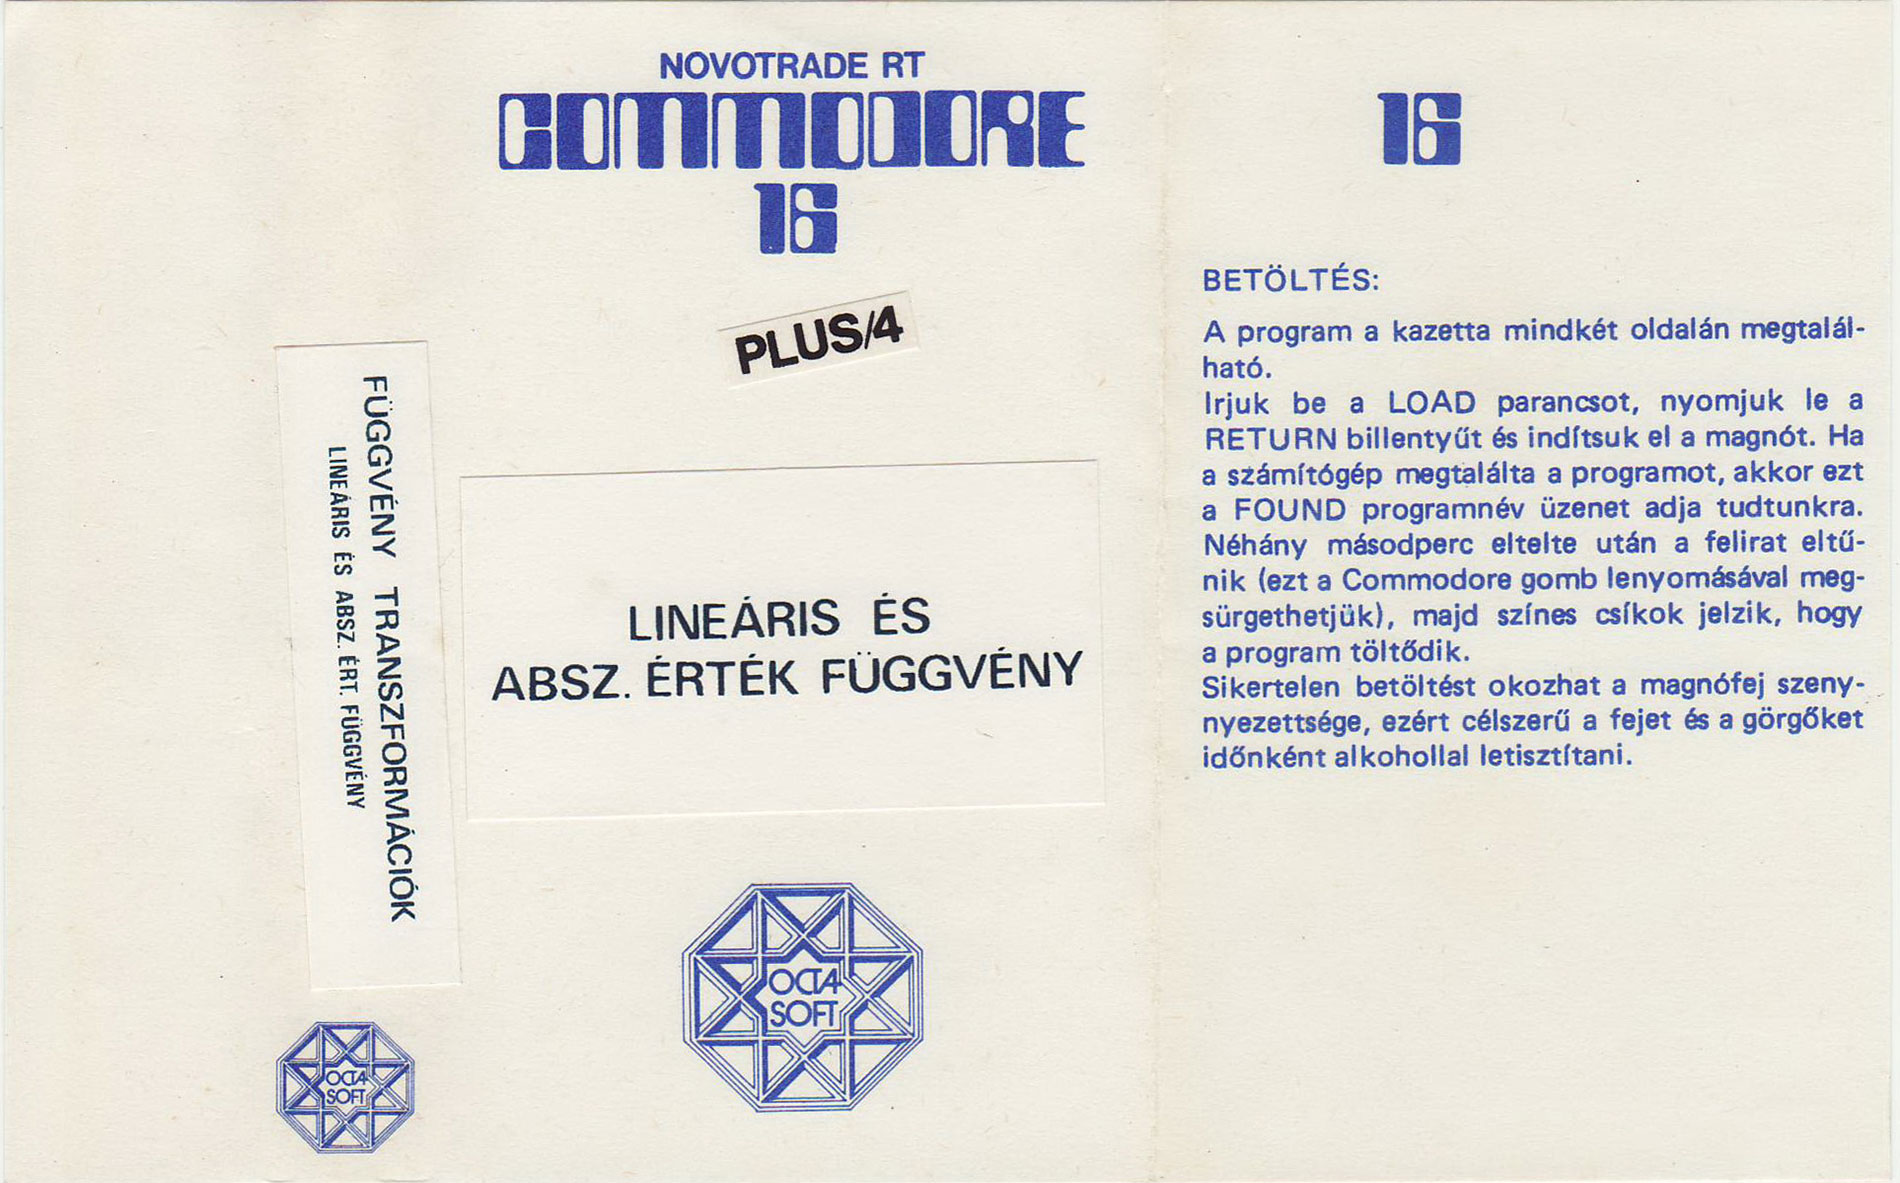 FÜGGVÉNY TRANSZFORMÁCIÓK
LINEÁRIS ÉS ABSZ. ÉRT. FÜGGVÉNY
OCTA
SOFT
NOVOTRADE RT
COMMODORE
16
PLUS/4
LINEÁRIS ÉS
ABSZ. ÉRTÉK FÜGGVÉNY
OCTA
SOFT
16
BETÖLTÉS:
A program a kazetta mindkét oldalán megtalál-
ható.
Irjuk be a LOAD parancsot, nyomjuk le a
RETURN billentyűt és indítsuk el a magnót. Ha
a számítógép megtalálta a programot, akkor ezt
a FOUND programnév üzenet adja tudtunkra.
Néhány másodperc eltelte után a felirat eltű-
nik (ezt a Commodore gomb lenyomásával meg-
sürgethetjük), majd színes csíkok jelzik, hogy
a program töltődik.
Sikertelen betöltést okozhat a magnófej szeny-
nyezettsége, ezért célszerű a fejet és a görgőket
időnként alkohollal letisztítani.